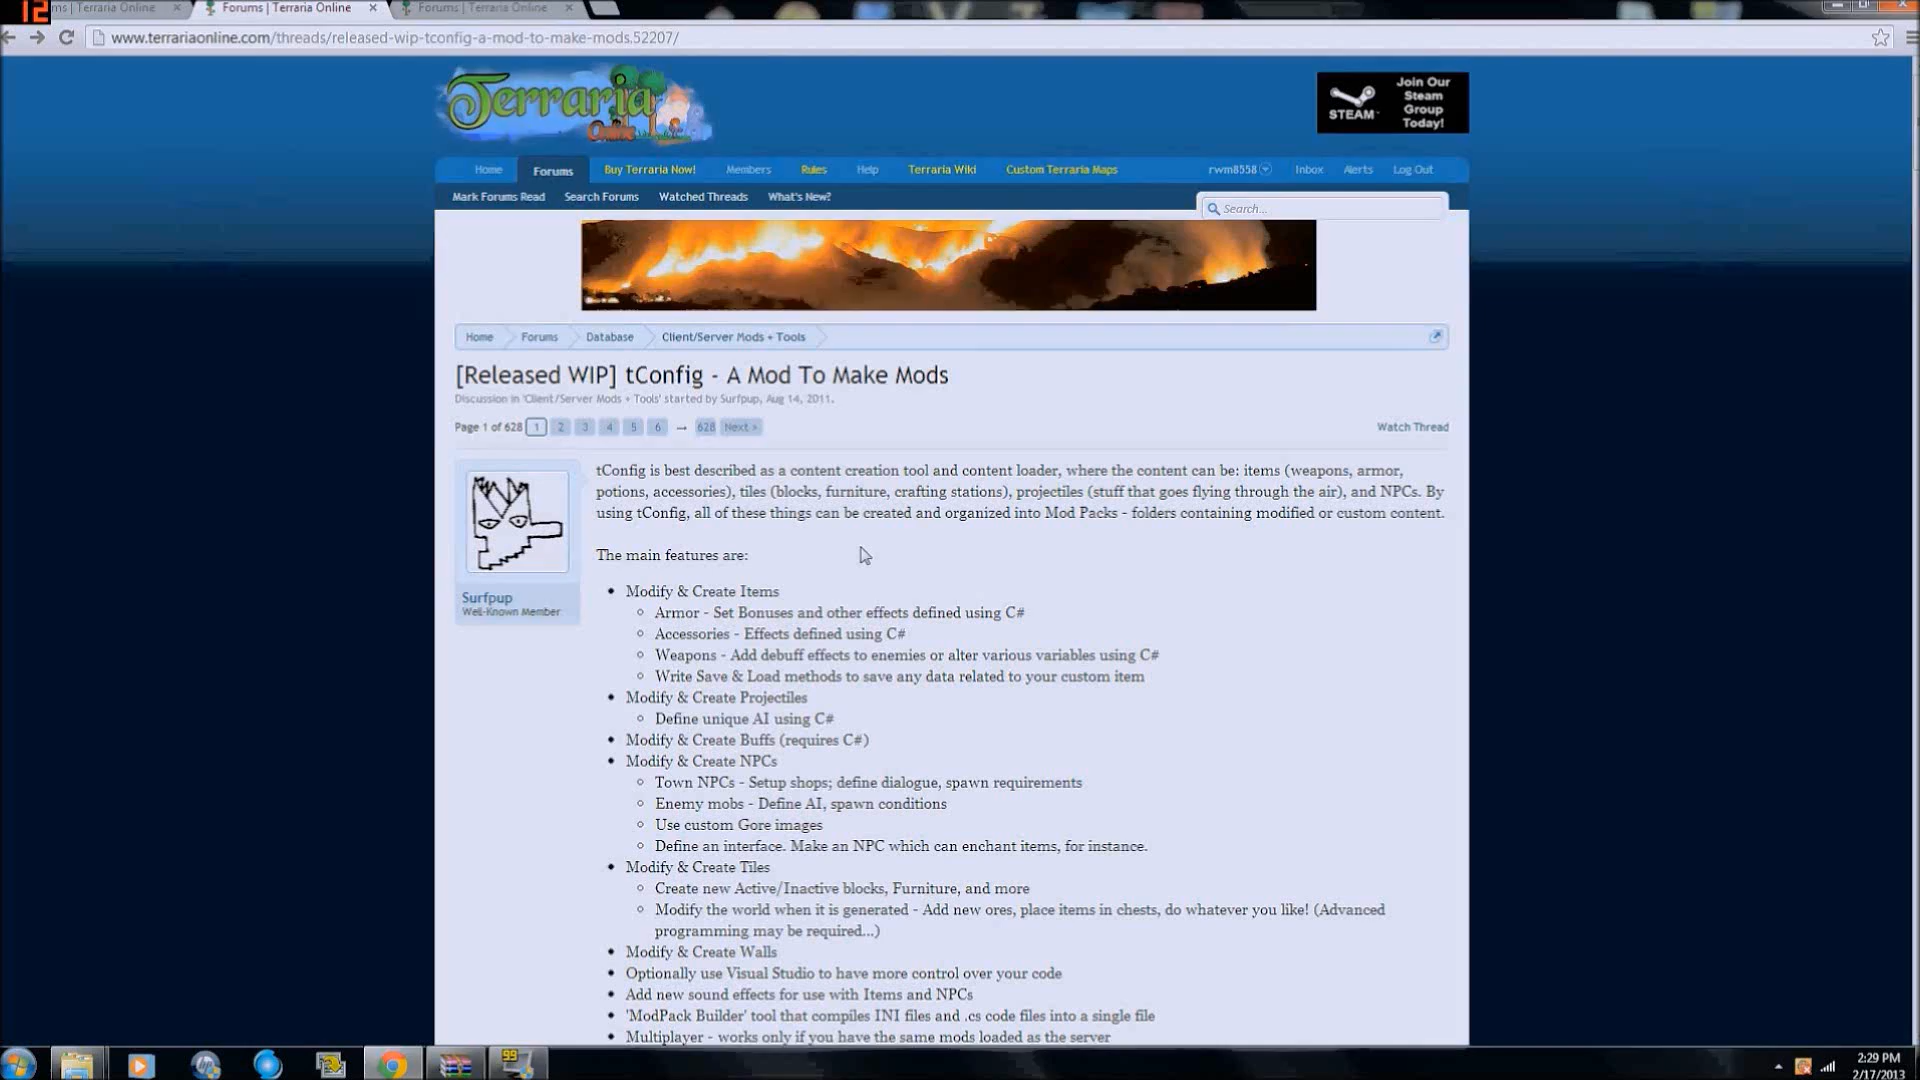 12
ms | Terraria Online
Forums | Terraria Online
Forums | Terraria Online
www.terrariaonline.com/threads/released-wip-tconfig-a-mod-to-make-mods.52207/
Terraria
Online
STEAM
Join Our
Steam
Group
Today!
Home Forums Buy Terraria Now! Members Rules Help Terraria Wiki Custom Terraria Maps rwm8558 Inbox Alerts Log Out
Mark Forums Read Search Forums Watched Threads What's New?
Search...
Home Forums Database Client/Server Mods + Tools
[Released WIP] tConfig - A Mod To Make Mods
Discussion in 'Client/Server Mods + Tools' started by Surfpup, Aug 14, 2011.
Page 1 of 628 1 2 3 4 5 6 → 628 Next >
Watch Thread
Surfpup
Well-Known Member
tConfig is best described as a content creation tool and content loader, where the content can be: items (weapons, armor,
potions, accessories), tiles (blocks, furniture, crafting stations), projectiles (stuff that goes flying through the air), and NPCs. By
using tConfig, all of these things can be created and organized into Mod Packs - folders containing modified or custom content.
The main features are:
Modify & Create Items
Armor - Set Bonuses and other effects defined using C#
Accessories - Effects defined using C#
Weapons - Add debuff effects to enemies or alter various variables using C#
Write Save & Load methods to save any data related to your custom item
Modify & Create Projectiles
Define unique AI using C#
Modify & Create Buffs (requires C#)
Modify & Create NPCs
Town NPCs - Setup shops; define dialogue, spawn requirements
Enemy mobs - Define AI, spawn conditions
Use custom Gore images
Define an interface. Make an NPC which can enchant items, for instance.
Modify & Create Tiles
Create new Active/Inactive blocks, Furniture, and more
Modify the world when it is generated - Add new ores, place items in chests, do whatever you like! (Advanced
programming may be required...)
Modify & Create Walls
Optionally use Visual Studio to have more control over your code
Add new sound effects for use with Items and NPCs
'ModPack Builder' tool that compiles INI files and .cs code files into a single file
Multiplayer - works only if you have the same mods loaded as the server
99
2:29 PM
2/17/2013